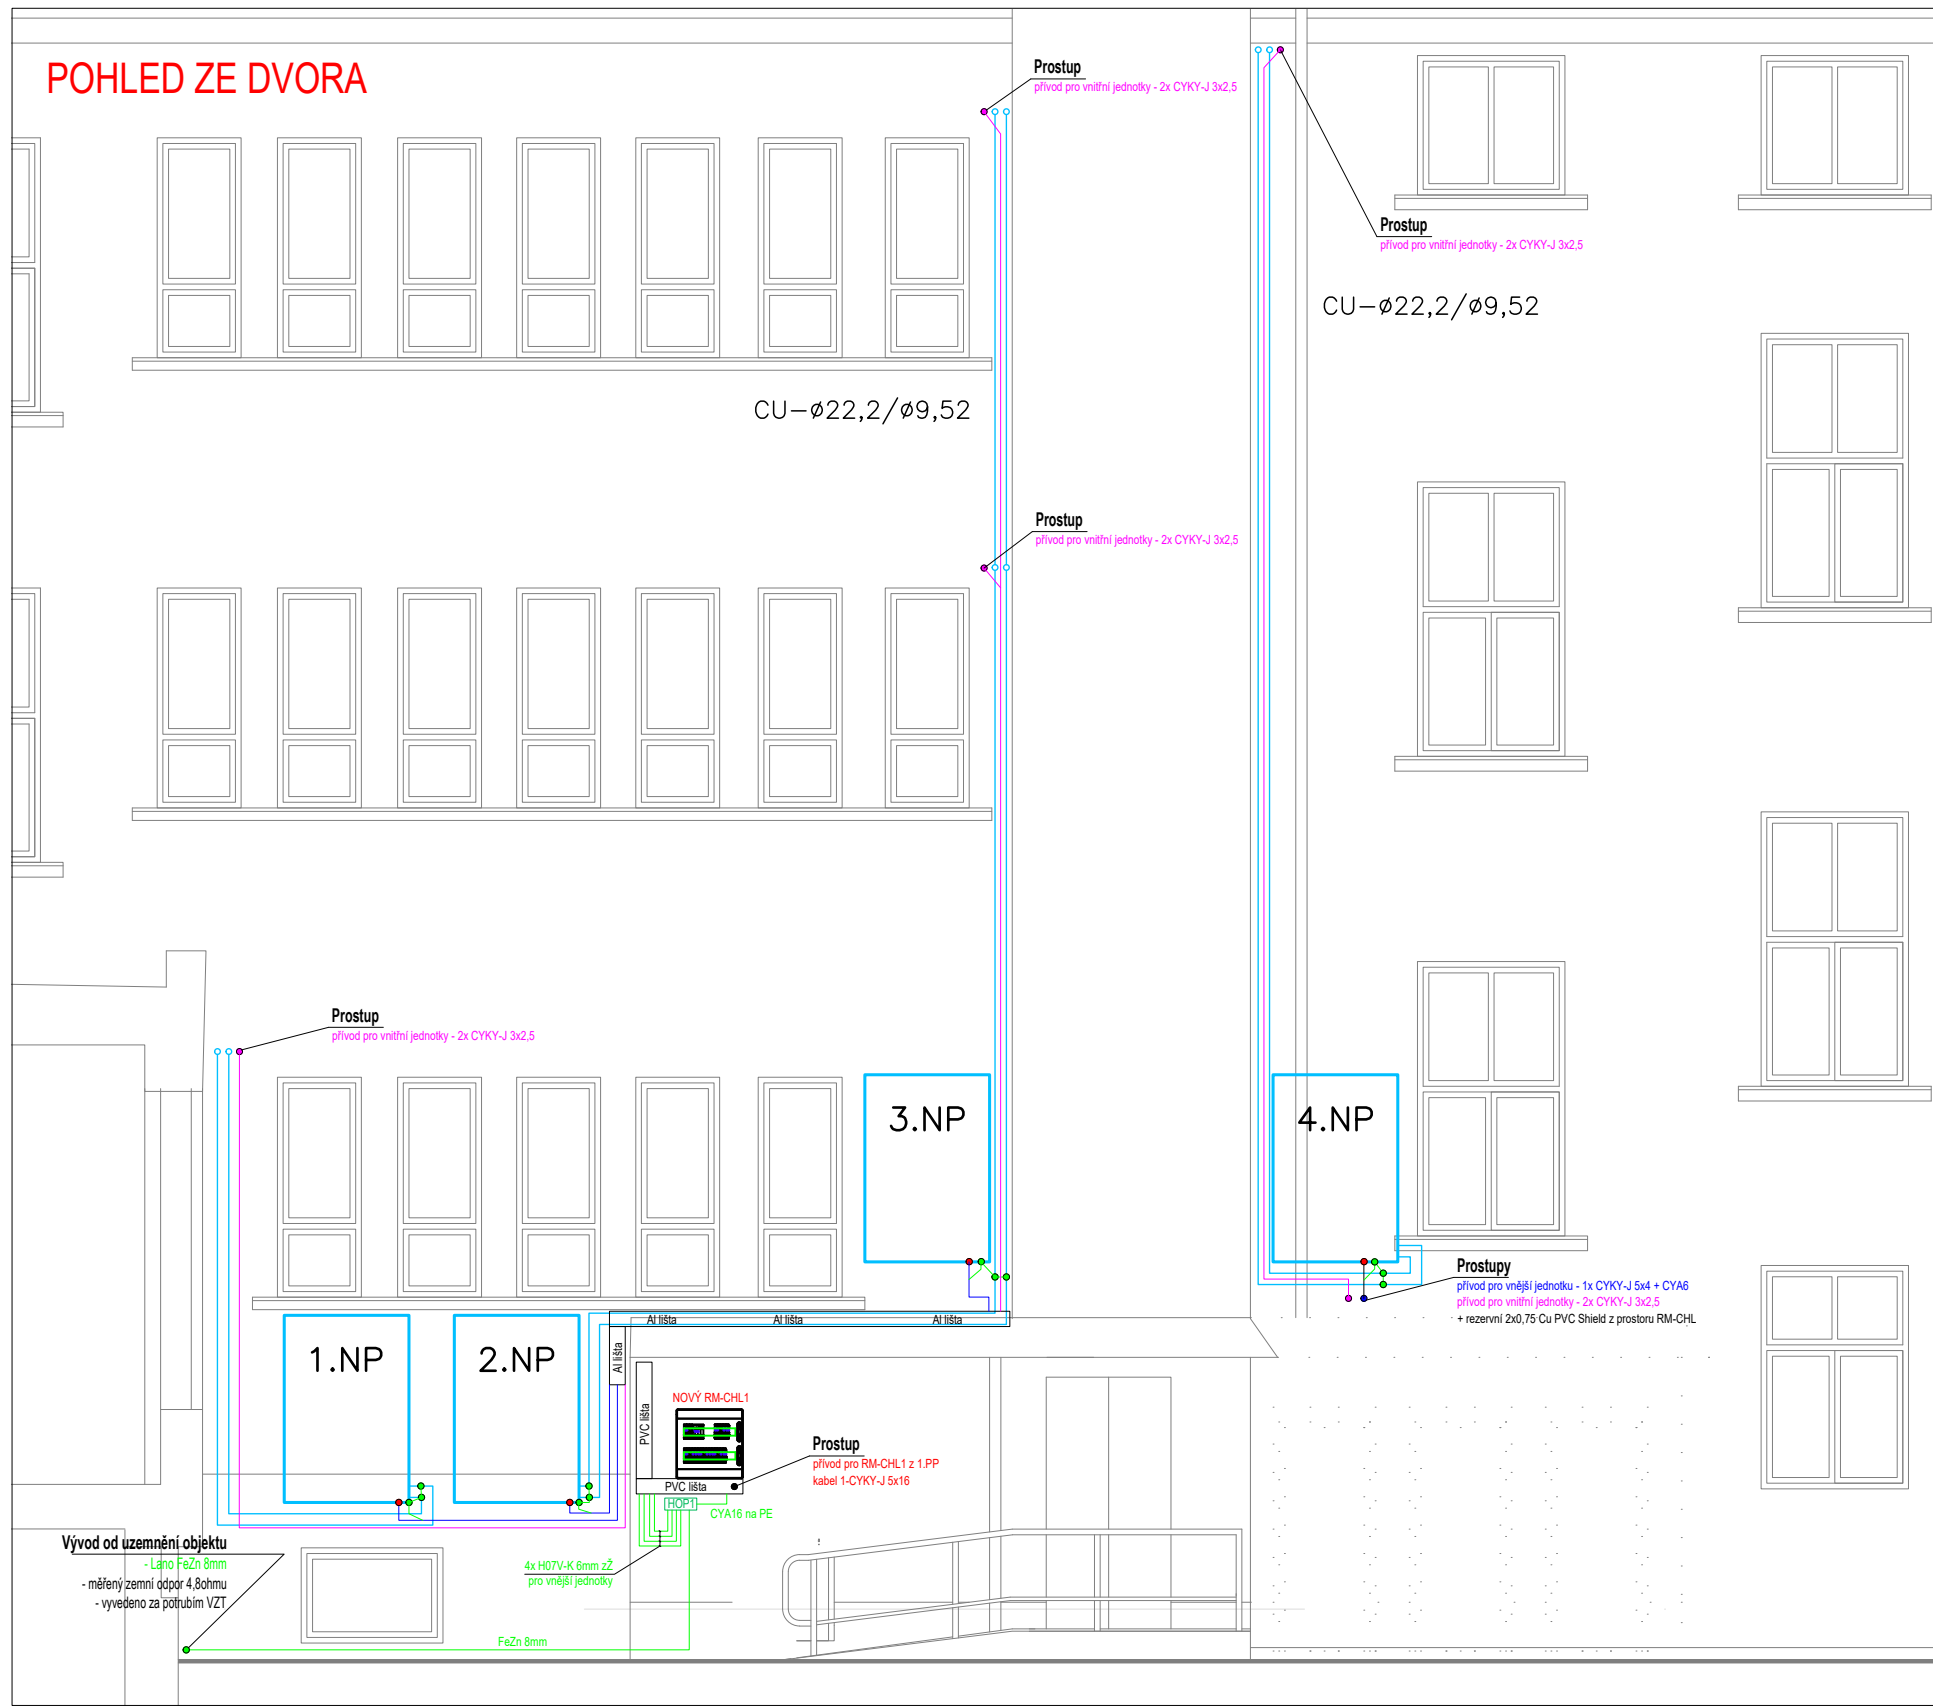 POHLED ZE DVORA
Prostup
přívod pro vnitřní jednotky - 2x CYKY-J 3x2,5
Prostup
přívod pro vnitřní jednotky - 2x CYKY-J 3x2,5
CU-ø22,2/ø9,52
CU-ø22,2/ø9,52
Prostup
přívod pro vnitřní jednotky - 2x CYKY-J 3x2,5
Prostup
přívod pro vnitřní jednotky - 2x CYKY-J 3x2,5
3.NP
4.NP
Prostupy
přívod pro vnější jednotku - 1x CYKY-J 5x4 + CYA6
přívod pro vnitřní jednotky - 2x CYKY-J 3x2,5
+ rezervní 2x0,75 Cu PVC Shield z prostoru RM-CHL
Al lišta
Al lišta
Al lišta
Al lišta
1.NP
2.NP
NOVÝ RM-CHL1
PVC lišta
PVC lišta
Prostup
přívod pro RM-CHL1 z 1.PP
kabel 1-CYKY-J 5x16
HOP1
CYA16 na PE
Vývod od uzemnění objektu
- Lano FeZn 8mm
- měřený zemní odpor 4,8ohmu
- vyvedeno za potrubím VZT
4x H07V-K 6mm zŽ
pro vnější jednotky
FeZn 8mm